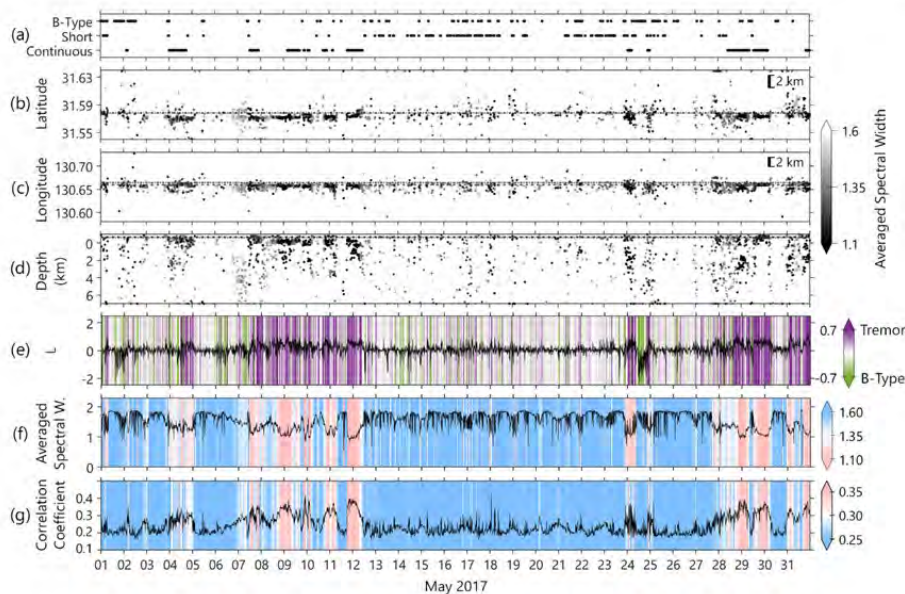 (a)
B-Type
Short
Continuous
(b)
Latitude
31.63
31.59
31.55
2 km
(c)
Longitude
130.70
130.65
130.60
2 km
(d)
Depth
(km)
0
2
4
6
Averaged Spectral Width
1.6
1.35
1.1
(e)
L
2
0
-2
0.7
Tremor
-0.7
B-Type
(f)
Averaged
Spectral W.
2
1
0
1.60
1.35
1.10
(g)
Correlation
Coefficient
0.4
0.3
0.2
0.1
0.35
0.30
0.25
01 02 03 04 05 06 07 08 09 10 11 12 13 14 15 16 17 18 19 20 21 22 23 24 25 26 27 28 29 30 31
May 2017